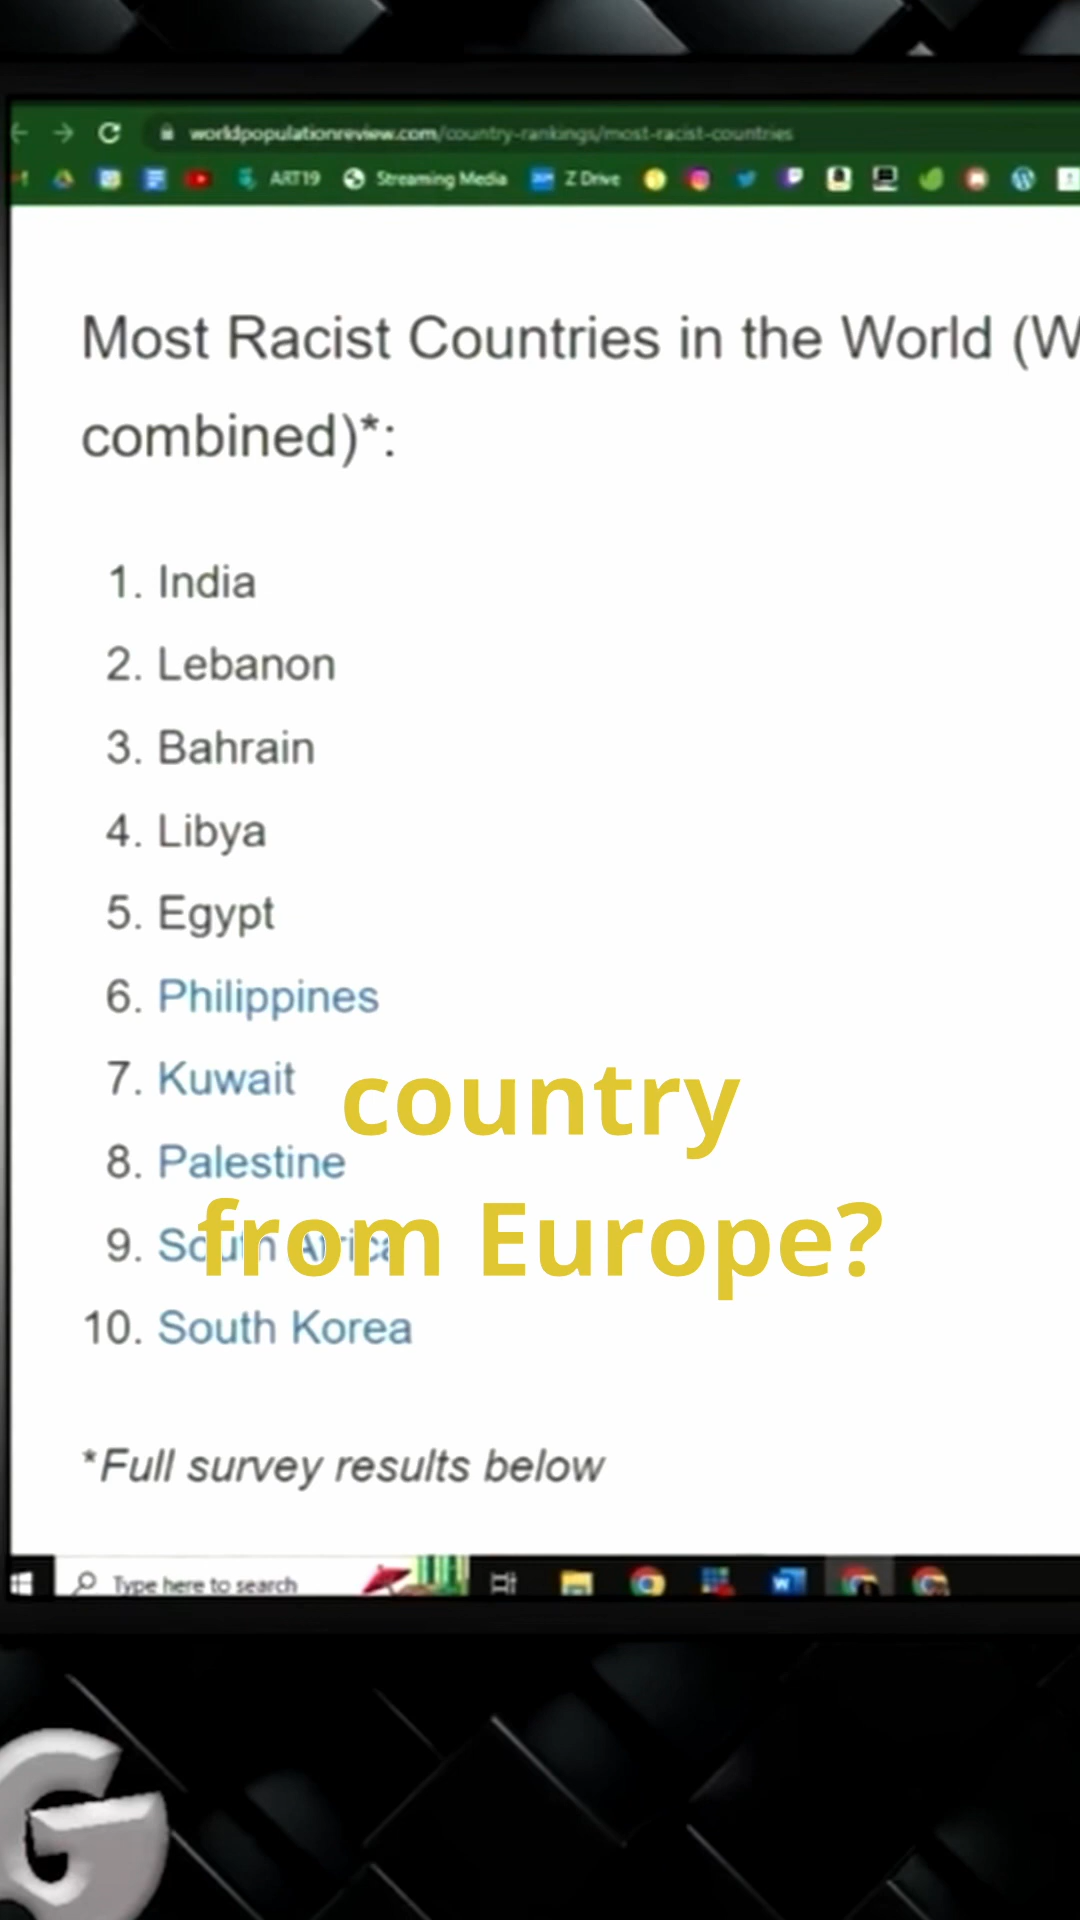 worldpopulationreview.com/country-rankings/most-racist-countries
ART19 Streaming Media Z Drive
Most Racist Countries in the World (W
combined)*:
1. India
2. Lebanon
3. Bahrain
4. Libya
5. Egypt
6. Philippines
7. Kuwait
8. Palestine
9. South Africa
10. South Korea
country
from Europe?
*Full survey results below
Type here to search
G